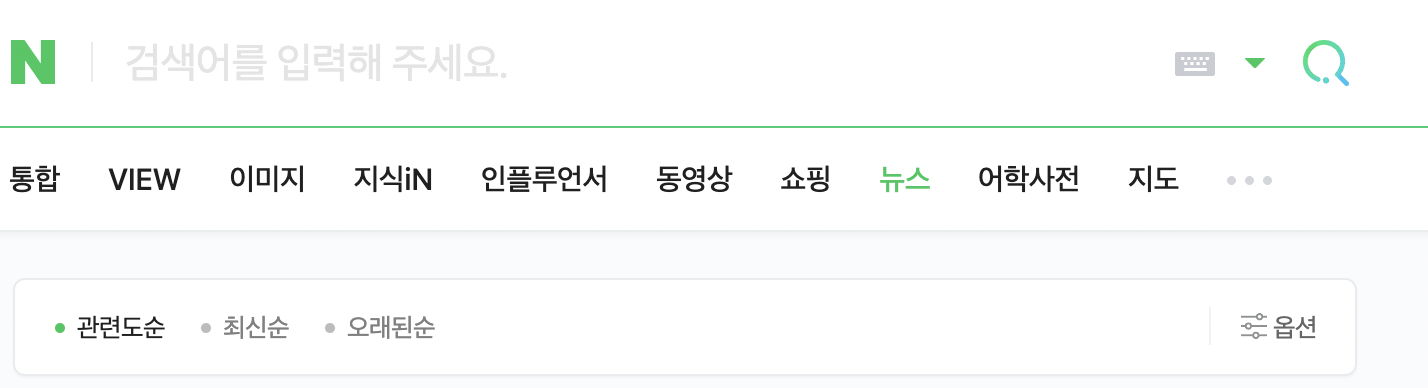 N 검색어를 입력해 주세요.
통합 VIEW 이미지 지식iN 인플루언서 동영상 쇼핑 뉴스 어학사전 지도
관련도순 최신순 오래된순 옵션